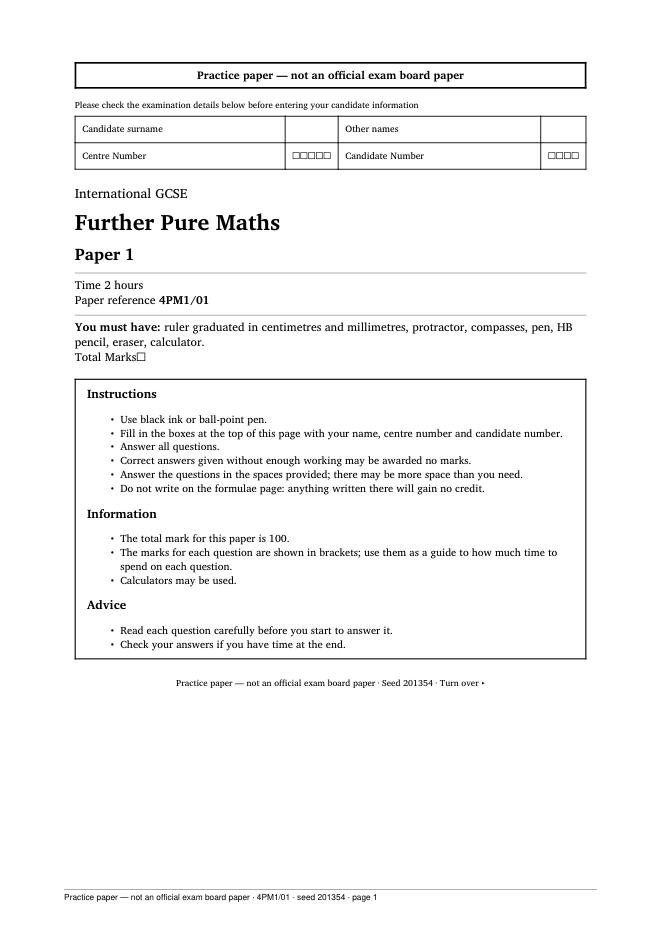 Practice paper — not an official exam board paper
Please check the examination details below before entering your candidate information
Candidate surname
Other names
Centre Number □□□□□
Candidate Number □□□□
International GCSE
Further Pure Maths
Paper 1
Time 2 hours
Paper reference 4PM1/01
You must have: ruler graduated in centimetres and millimetres, protractor, compasses, pen, HB
pencil, eraser, calculator.
Total Marks□
Instructions
• Use black ink or ball-point pen.
• Fill in the boxes at the top of this page with your name, centre number and candidate number.
• Answer all questions.
• Correct answers given without enough working may be awarded no marks.
• Answer the questions in the spaces provided; there may be more space than you need.
• Do not write on the formulae page: anything written there will gain no credit.
Information
• The total mark for this paper is 100.
• The marks for each question are shown in brackets; use them as a guide to how much time to
spend on each question.
• Calculators may be used.
Advice
• Read each question carefully before you start to answer it.
• Check your answers if you have time at the end.
Practice paper — not an official exam board paper · Seed 201354 · Turn over ‣
Practice paper — not an official exam board paper · 4PM1/01 · seed 201354 · page 1